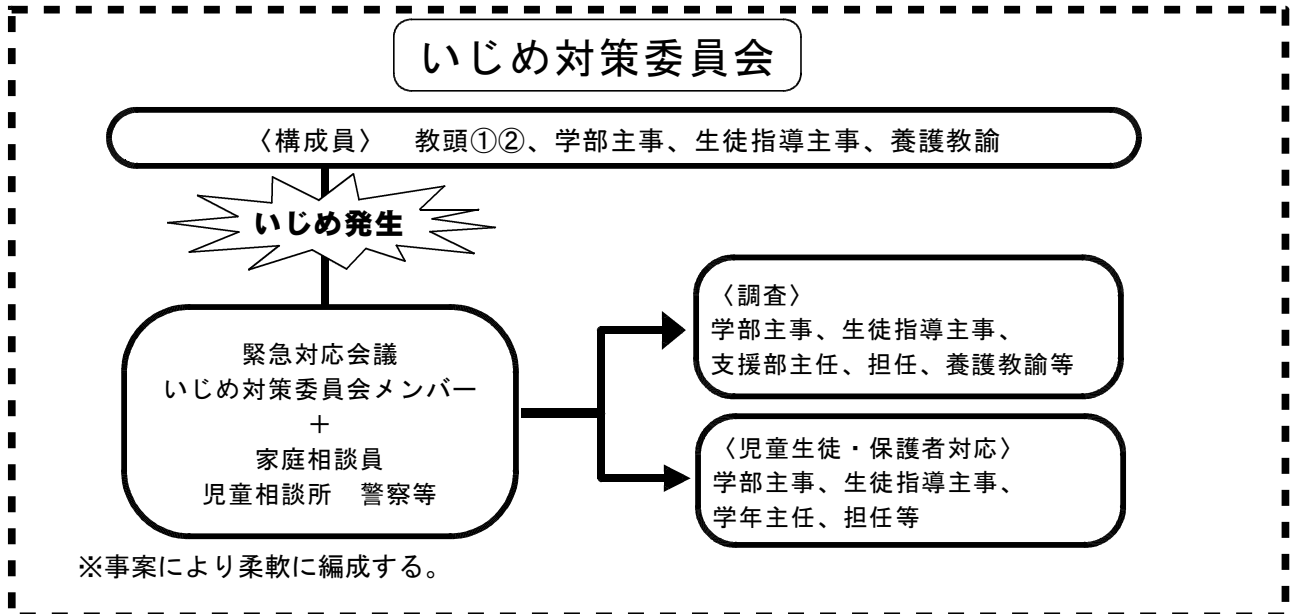 いじめ対策委員会
〈構成員〉　教頭①②、学部主事、生徒指導主事、養護教諭
いじめ発生
緊急対応会議
いじめ対策委員会メンバー
＋
家庭相談員
児童相談所　警察等
〈調査〉
学部主事、生徒指導主事、
支援部主任、担任、養護教諭等
〈児童生徒・保護者対応〉
学部主事、生徒指導主事、
学年主任、担任等
※事案により柔軟に編成する。